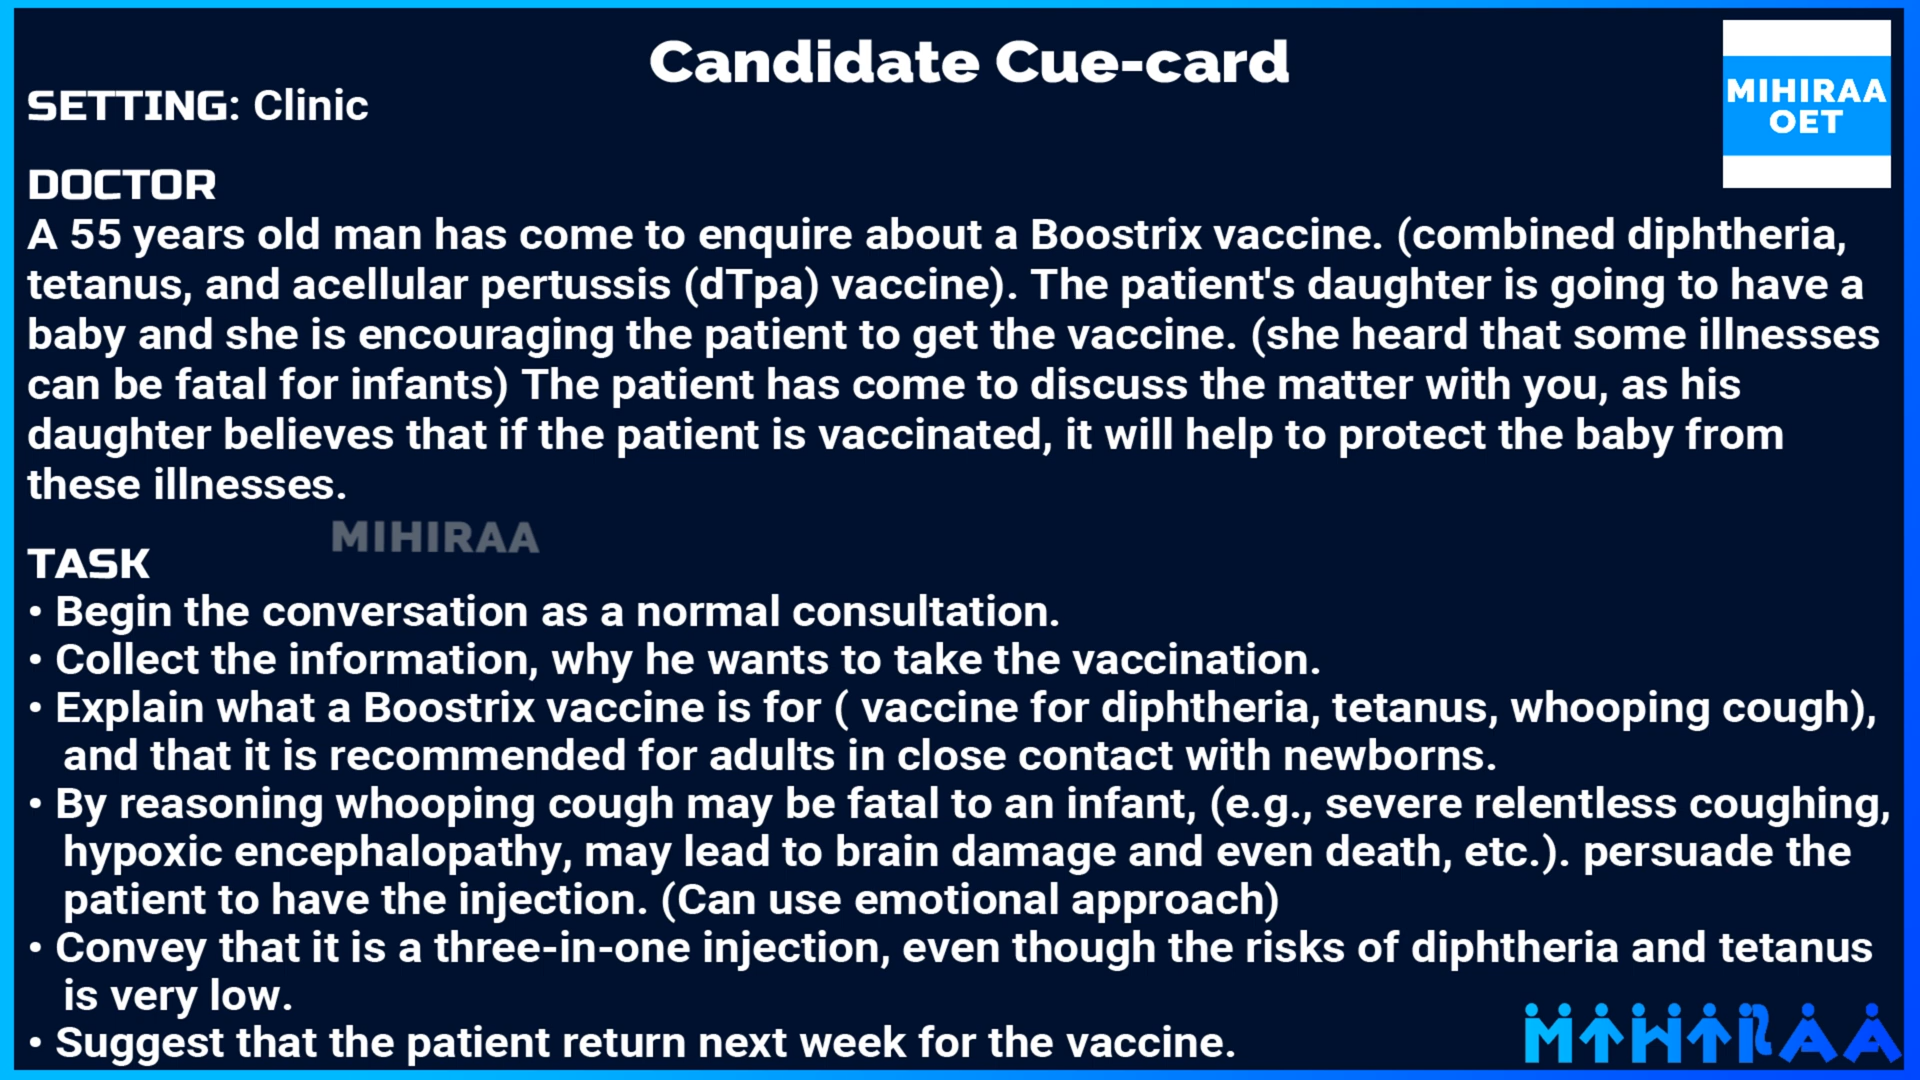 Candidate Cue-card
MIHIRAA
OET
SETTING: Clinic
DOCTOR
A 55 years old man has come to enquire about a Boostrix vaccine. (combined diphtheria,
tetanus, and acellular pertussis (dTpa) vaccine). The patient's daughter is going to have a
baby and she is encouraging the patient to get the vaccine. (she heard that some illnesses
can be fatal for infants) The patient has come to discuss the matter with you, as his
daughter believes that if the patient is vaccinated, it will help to protect the baby from
these illnesses.
MIHIRAA
TASK
• Begin the conversation as a normal consultation.
• Collect the information, why he wants to take the vaccination.
• Explain what a Boostrix vaccine is for ( vaccine for diphtheria, tetanus, whooping cough),
and that it is recommended for adults in close contact with newborns.
• By reasoning whooping cough may be fatal to an infant, (e.g., severe relentless coughing,
hypoxic encephalopathy, may lead to brain damage and even death, etc.). persuade the
patient to have the injection. (Can use emotional approach)
• Convey that it is a three-in-one injection, even though the risks of diphtheria and tetanus
is very low.
• Suggest that the patient return next week for the vaccine.
MIHIRAA